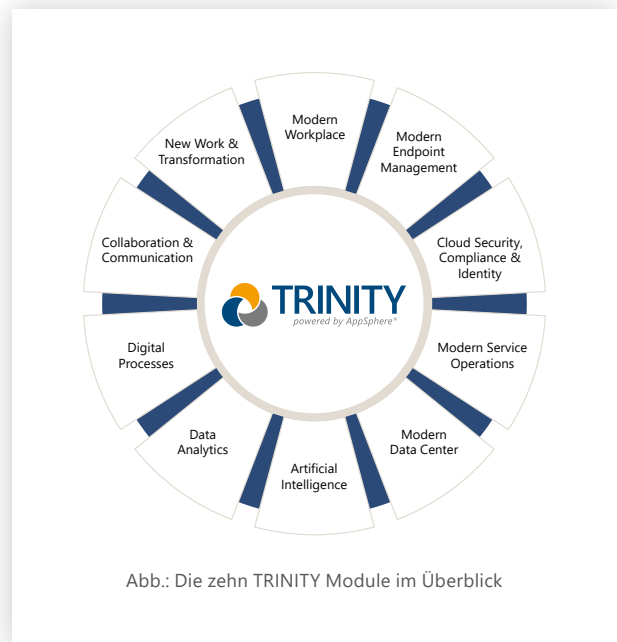 Modern
Workplace
Modern
Endpoint
Management
Cloud Security,
Compliance &
Identity
Modern Service
Operations
Modern
Data Center
Artificial
Intelligence
Data
Analytics
Digital
Processes
Collaboration &
Communication
New Work &
Transformation
TRINITY
powered by AppSphere®
Abb.: Die zehn TRINITY Module im Überblick